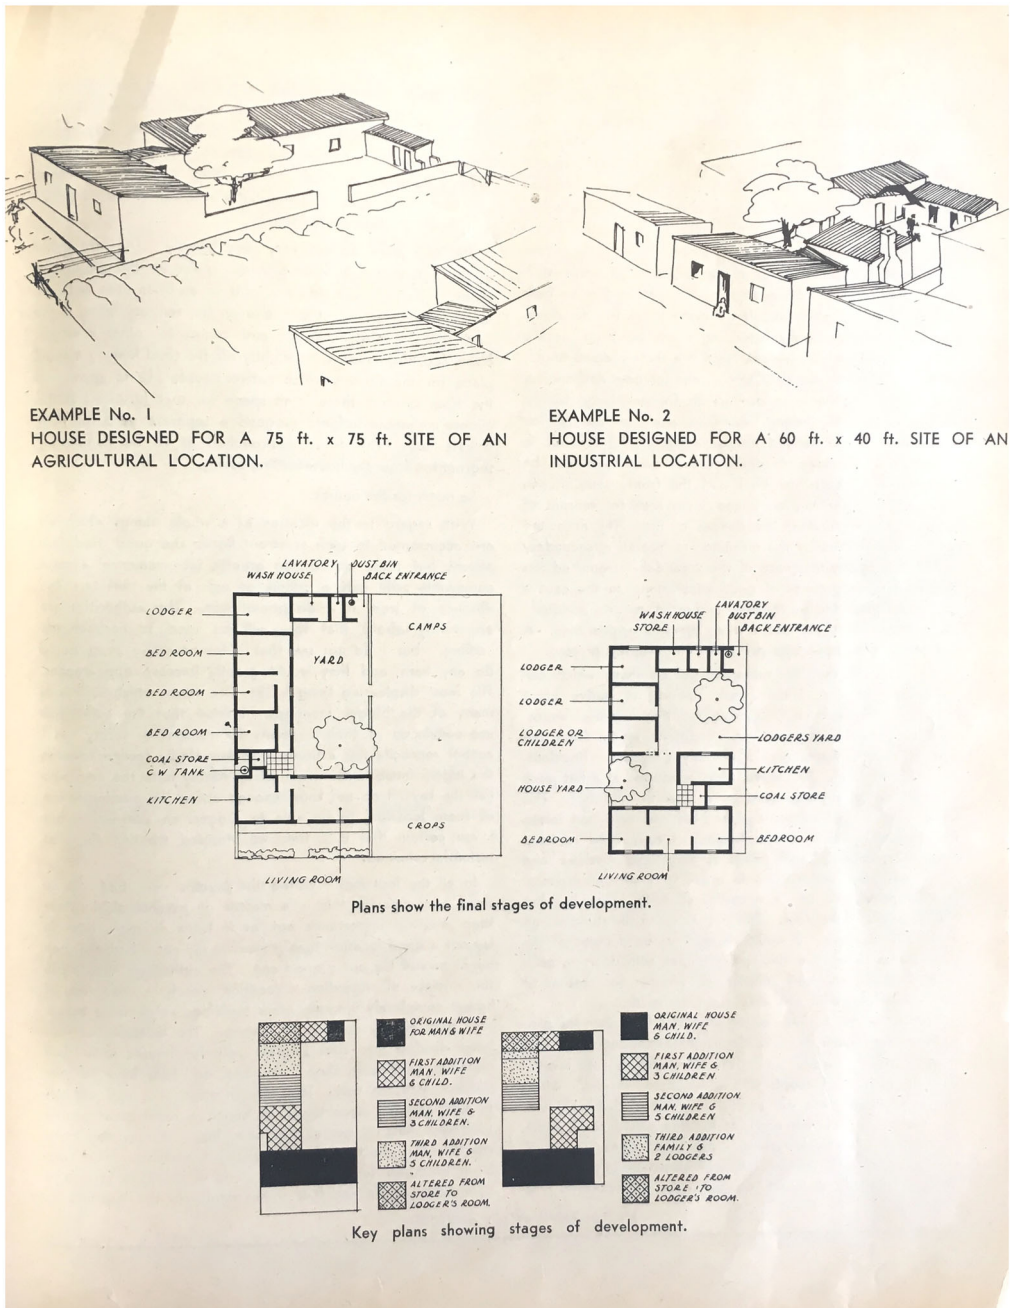 EXAMPLE No. 1
HOUSE DESIGNED FOR A 75 ft. x 75 ft. SITE OF AN
AGRICULTURAL LOCATION.
EXAMPLE No. 2
HOUSE DESIGNED FOR A 60 ft. x 40 ft. SITE OF AN
INDUSTRIAL LOCATION.
LAVATORY
DUST BIN
WASH HOUSE
BACK ENTRANCE
LODGER
BED ROOM
BED ROOM
BED ROOM
COAL STORE
C W TANK
KITCHEN
YARD
CAMPS
CROPS
LIVING ROOM
LAVATORY
WASH HOUSE
DUST BIN
STORE
BACK ENTRANCE
LODGER
LODGER
LODGER OR
CHILDREN
HOUSE YARD
BEDROOM
LODGERS YARD
KITCHEN
COAL STORE
BEDROOM
LIVING ROOM
Plans show the final stages of development.
ORIGINAL HOUSE
FOR MAN & WIFE
FIRST ADDITION
MAN, WIFE
& CHILD.
SECOND ADDITION
MAN, WIFE &
3 CHILDREN.
THIRD ADDITION
MAN, WIFE &
5 CHILDREN.
ALTERED FROM
STORE TO
LODGER'S ROOM.
ORIGINAL HOUSE
MAN, WIFE
& CHILD.
FIRST ADDITION
MAN, WIFE &
3 CHILDREN
SECOND ADDITION
MAN, WIFE &
5 CHILDREN
THIRD ADDITION
FAMILY &
2 LODGERS
ALTERED FROM
STORE TO
LODGER'S ROOM.
Key plans showing stages of development.